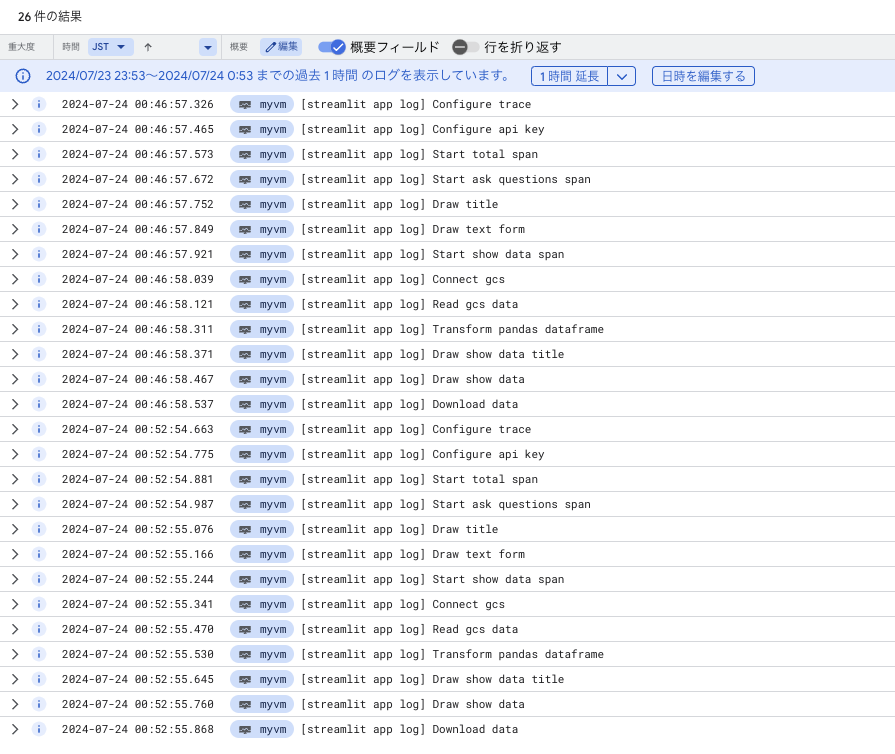 26 件の結果
重大度 時間 JST 概要 編集 概要フィールド 行を折り返す
2024/07/23 23:53～2024/07/24 0:53 までの過去 1 時間 のログを表示しています。 1 時間 延長 日時を編集する
2024-07-24 00:46:57.326 myvm [streamlit app log] Configure trace
2024-07-24 00:46:57.465 myvm [streamlit app log] Configure api key
2024-07-24 00:46:57.573 myvm [streamlit app log] Start total span
2024-07-24 00:46:57.672 myvm [streamlit app log] Start ask questions span
2024-07-24 00:46:57.752 myvm [streamlit app log] Draw title
2024-07-24 00:46:57.849 myvm [streamlit app log] Draw text form
2024-07-24 00:46:57.921 myvm [streamlit app log] Start show data span
2024-07-24 00:46:58.039 myvm [streamlit app log] Connect gcs
2024-07-24 00:46:58.121 myvm [streamlit app log] Read gcs data
2024-07-24 00:46:58.311 myvm [streamlit app log] Transform pandas dataframe
2024-07-24 00:46:58.371 myvm [streamlit app log] Draw show data title
2024-07-24 00:46:58.467 myvm [streamlit app log] Draw show data
2024-07-24 00:46:58.537 myvm [streamlit app log] Download data
2024-07-24 00:52:54.663 myvm [streamlit app log] Configure trace
2024-07-24 00:52:54.775 myvm [streamlit app log] Configure api key
2024-07-24 00:52:54.881 myvm [streamlit app log] Start total span
2024-07-24 00:52:54.987 myvm [streamlit app log] Start ask questions span
2024-07-24 00:52:55.076 myvm [streamlit app log] Draw title
2024-07-24 00:52:55.166 myvm [streamlit app log] Draw text form
2024-07-24 00:52:55.244 myvm [streamlit app log] Start show data span
2024-07-24 00:52:55.341 myvm [streamlit app log] Connect gcs
2024-07-24 00:52:55.470 myvm [streamlit app log] Read gcs data
2024-07-24 00:52:55.530 myvm [streamlit app log] Transform pandas dataframe
2024-07-24 00:52:55.645 myvm [streamlit app log] Draw show data title
2024-07-24 00:52:55.760 myvm [streamlit app log] Draw show data
2024-07-24 00:52:55.868 myvm [streamlit app log] Download data